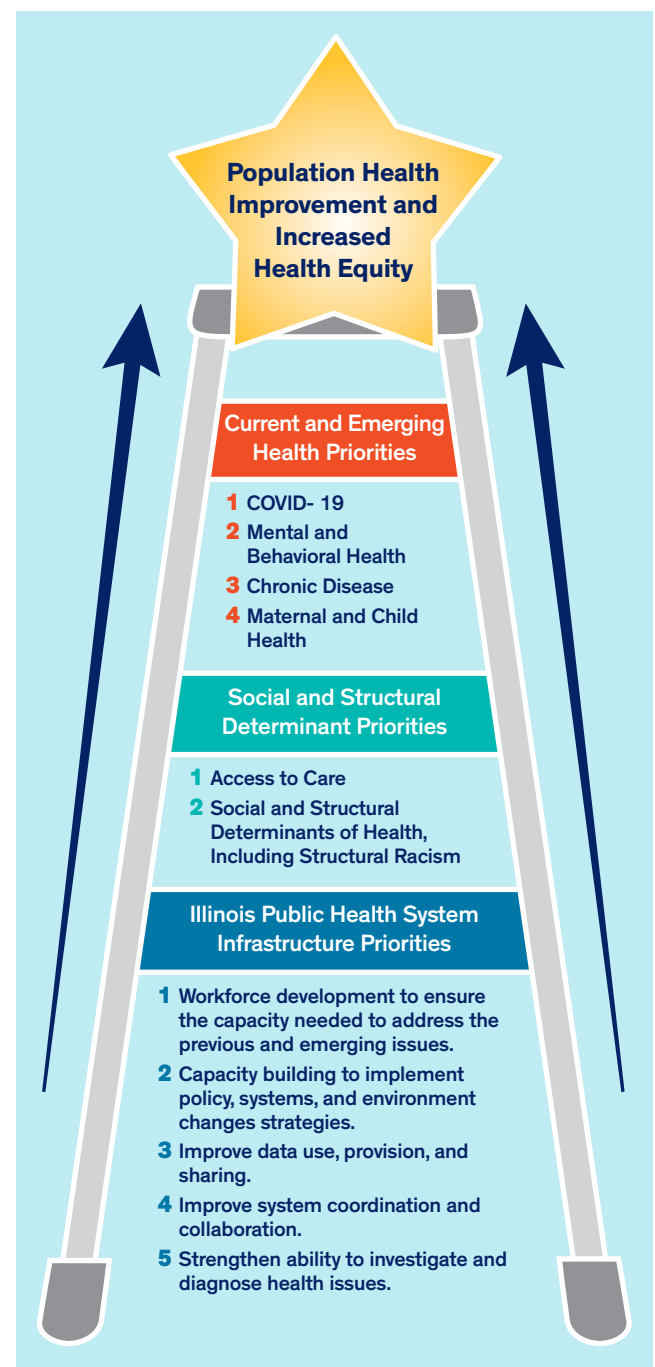 Population Health
Improvement and
Increased
Health Equity
Current and Emerging
Health Priorities
1 COVID- 19
2 Mental and
Behavioral Health
3 Chronic Disease
4 Maternal and Child
Health
Social and Structural
Determinant Priorities
1 Access to Care
2 Social and Structural
Determinants of Health,
Including Structural Racism
Illinois Public Health System
Infrastructure Priorities
1 Workforce development to ensure
the capacity needed to address the
previous and emerging issues.
2 Capacity building to implement
policy, systems, and environment
changes strategies.
3 Improve data use, provision, and
sharing.
4 Improve system coordination and
collaboration.
5 Strengthen ability to investigate and
diagnose health issues.